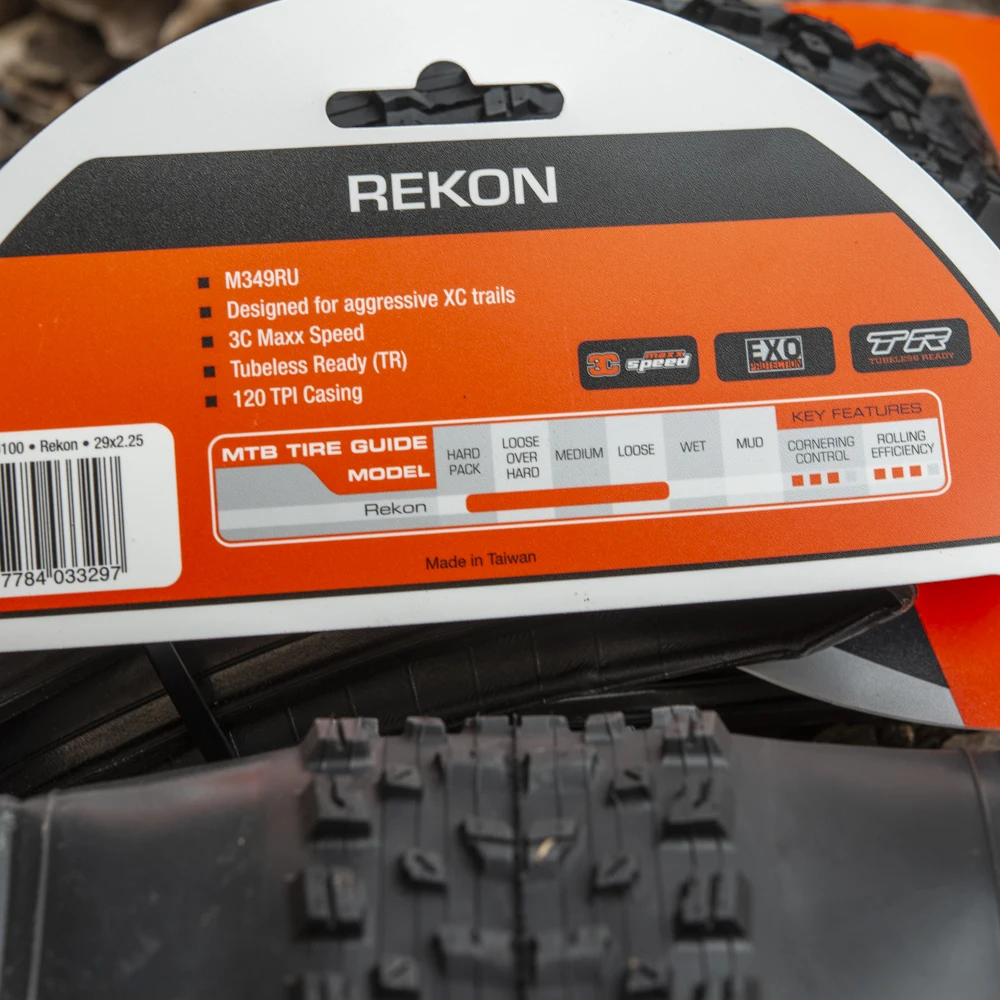 REKON
M349RU
Designed for aggressive XC trails
3C Maxx Speed
Tubeless Ready (TR)
120 TPI Casing
3C maxx speed
EXO PROTECTION
TR TUBELESS READY
100 • Rekon • 29x2.25
7784 033297
MTB TIRE GUIDE
MODEL
HARD PACK
LOOSE OVER HARD
MEDIUM
LOOSE
WET
MUD
KEY FEATURES
CORNERING CONTROL
ROLLING EFFICIENCY
Rekon
Made in Taiwan